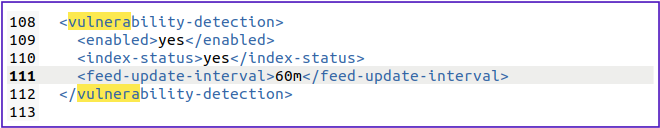 108 <vulnerability-detection>
109 <enabled>yes</enabled>
110 <index-status>yes</index-status>
111 <feed-update-interval>60m</feed-update-interval>
112 </vulnerability-detection>
113